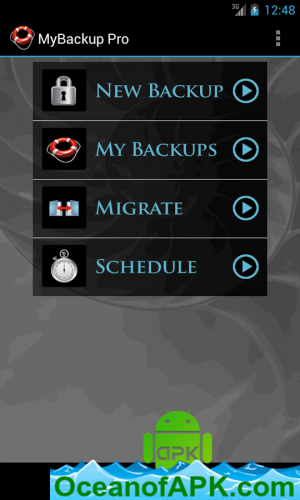 3G 12:48
MyBackup Pro
New Backup
My Backups
Migrate
Schedule
APK
OceanofAPK.com